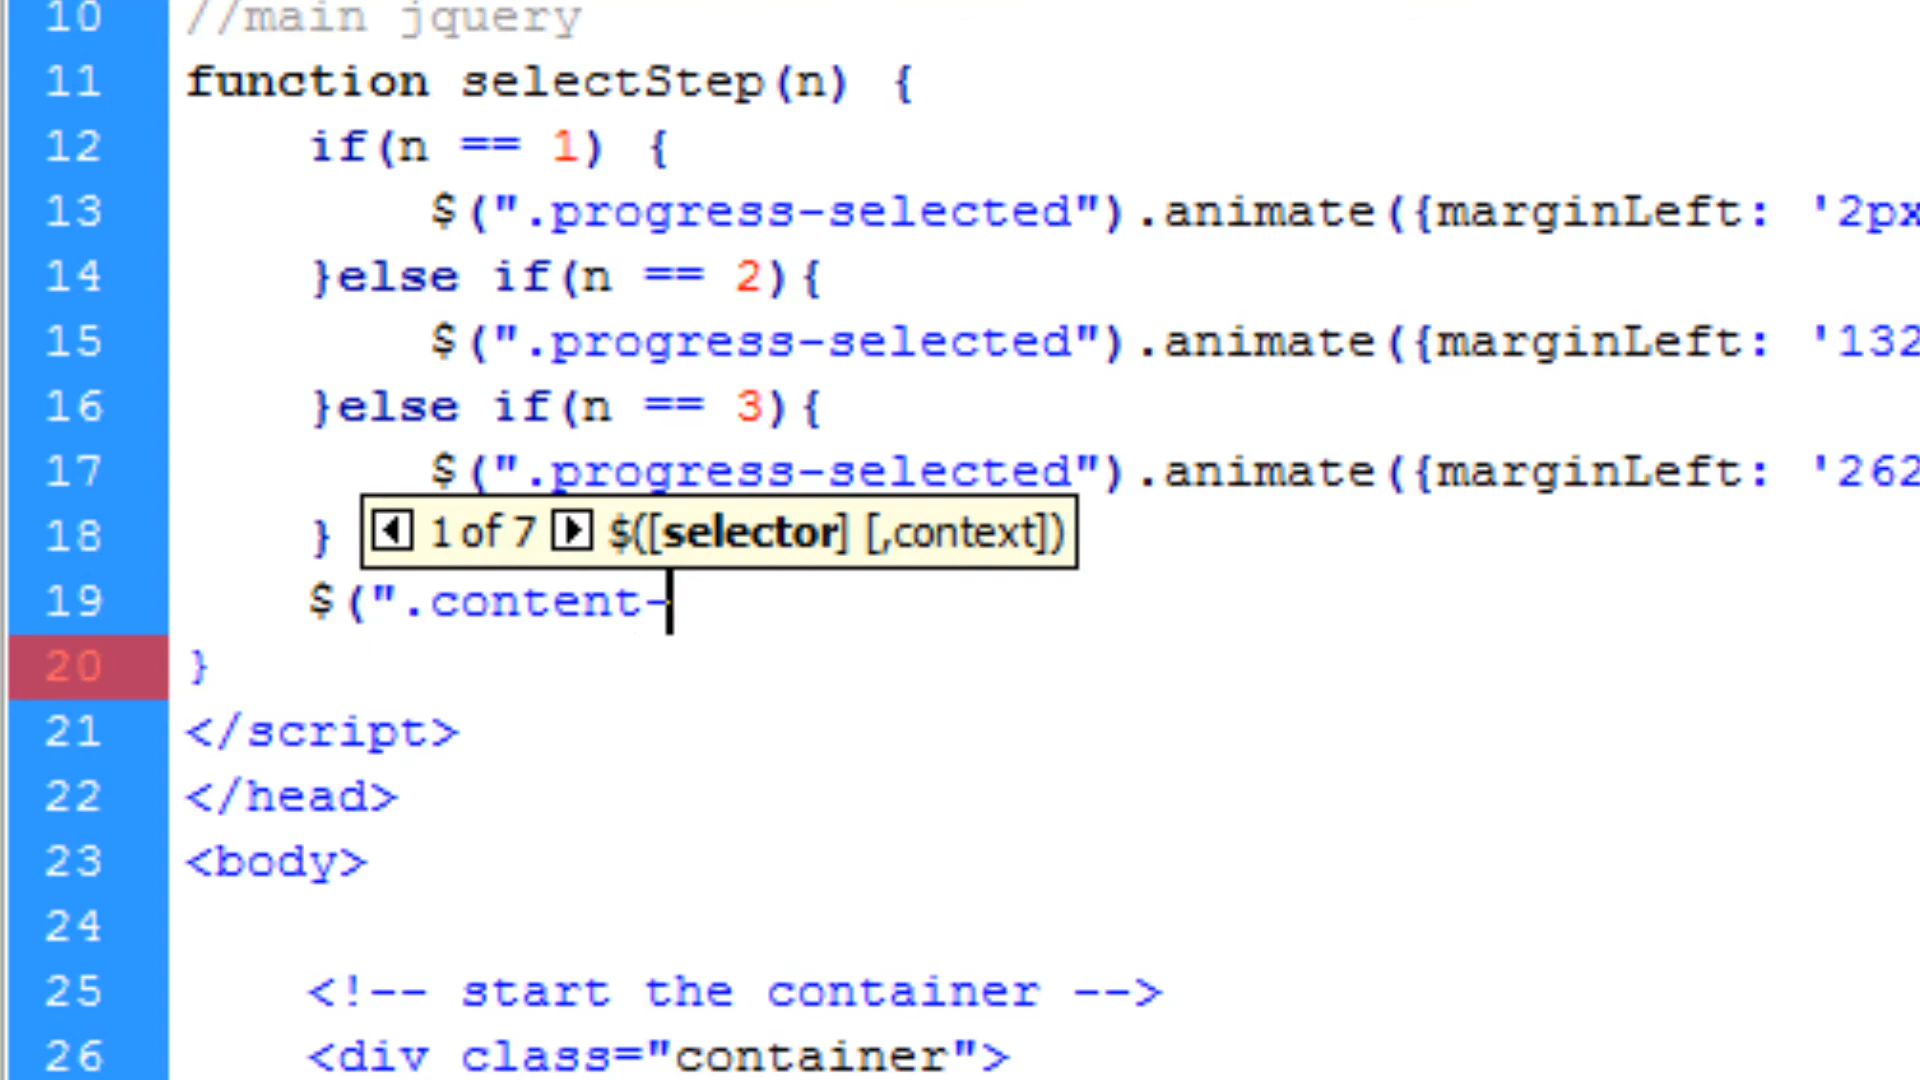 10 //main jquery
11 function selectStep(n) {
12 if(n == 1) {
13 $(".progress-selected").animate({marginLeft: '2px
14 }else if(n == 2){
15 $(".progress-selected").animate({marginLeft: '132
16 }else if(n == 3){
17 $(".progress-selected").animate({marginLeft: '262
18 } 1 of 7 $([selector] [,context])
19 $(".content-
20 }
21 </script>
22 </head>
23 <body>
24
25 <!-- start the container -->
26 <div class="container">